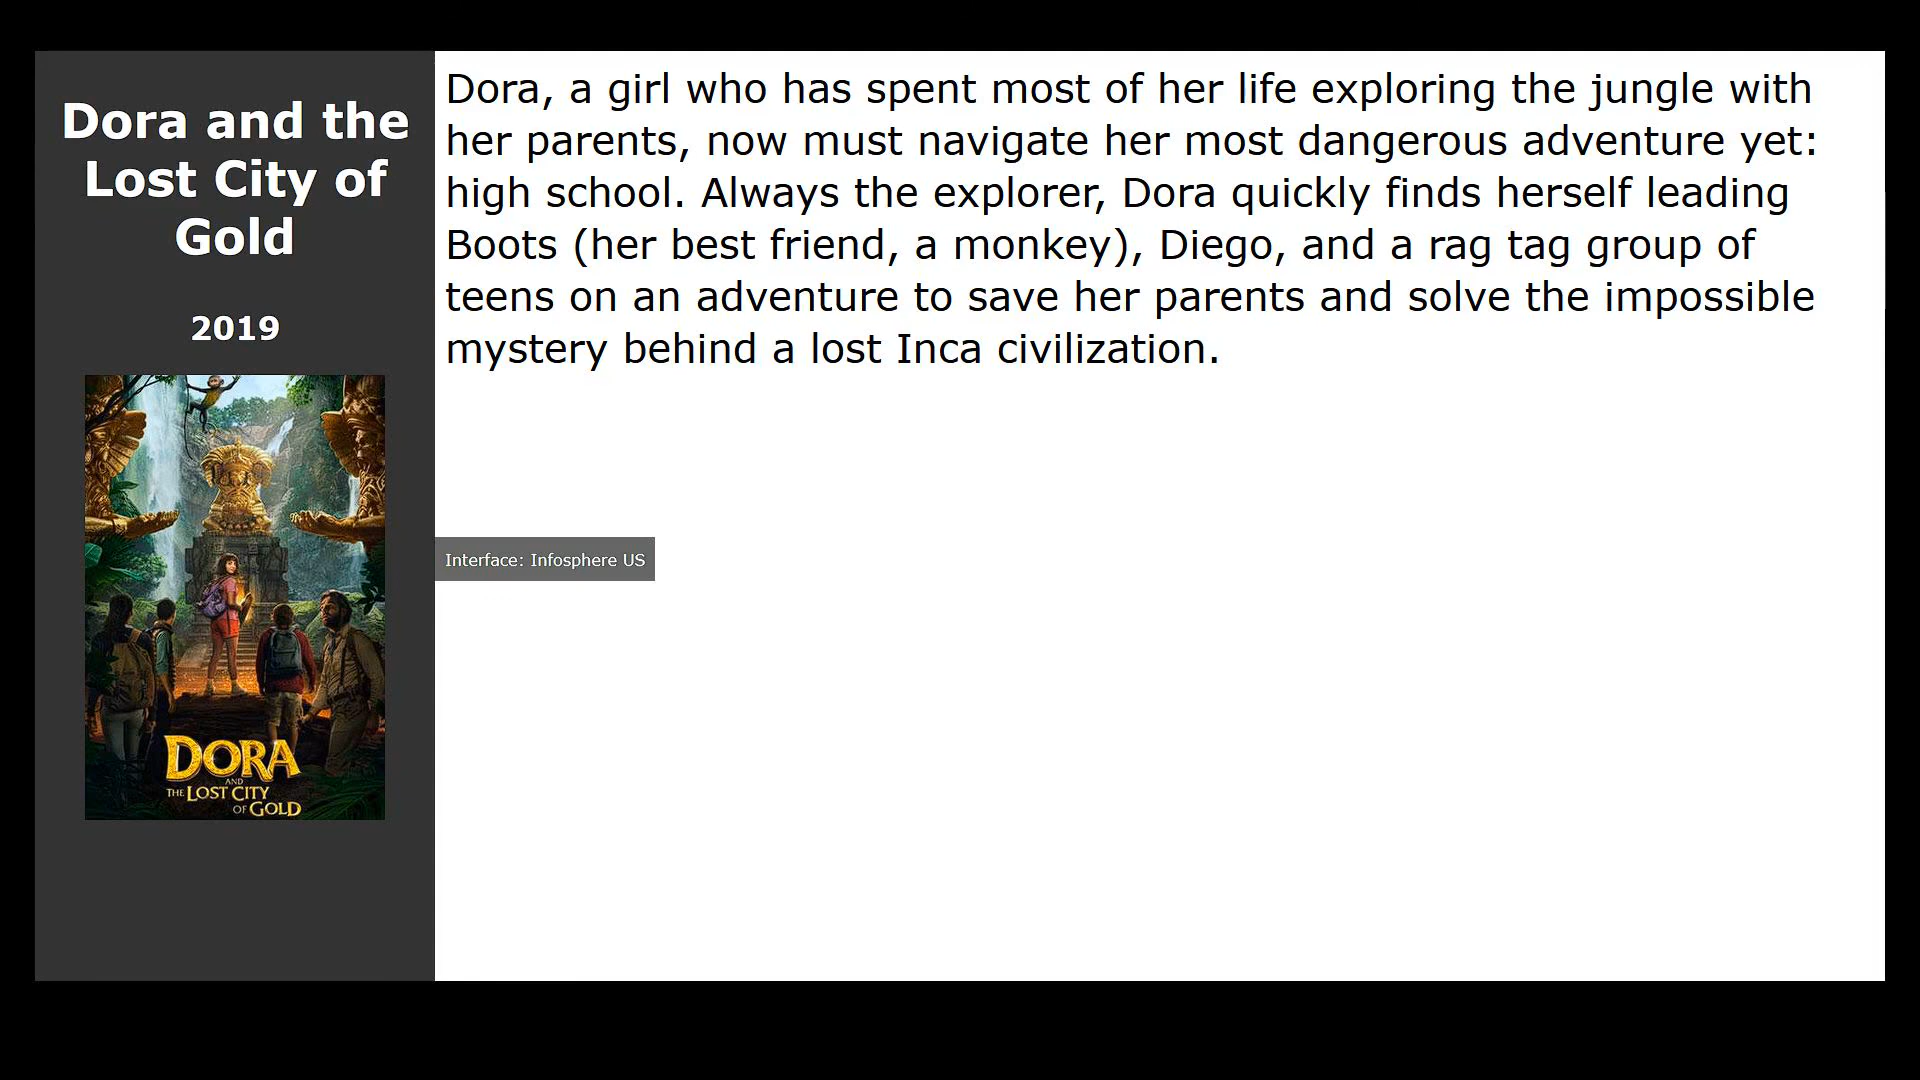 Dora and the
Lost City of
Gold
2019
DORA
AND
THE LOST CITY
OF GOLD
Dora, a girl who has spent most of her life exploring the jungle with
her parents, now must navigate her most dangerous adventure yet:
high school. Always the explorer, Dora quickly finds herself leading
Boots (her best friend, a monkey), Diego, and a rag tag group of
teens on an adventure to save her parents and solve the impossible
mystery behind a lost Inca civilization.
Interface: Infosphere US